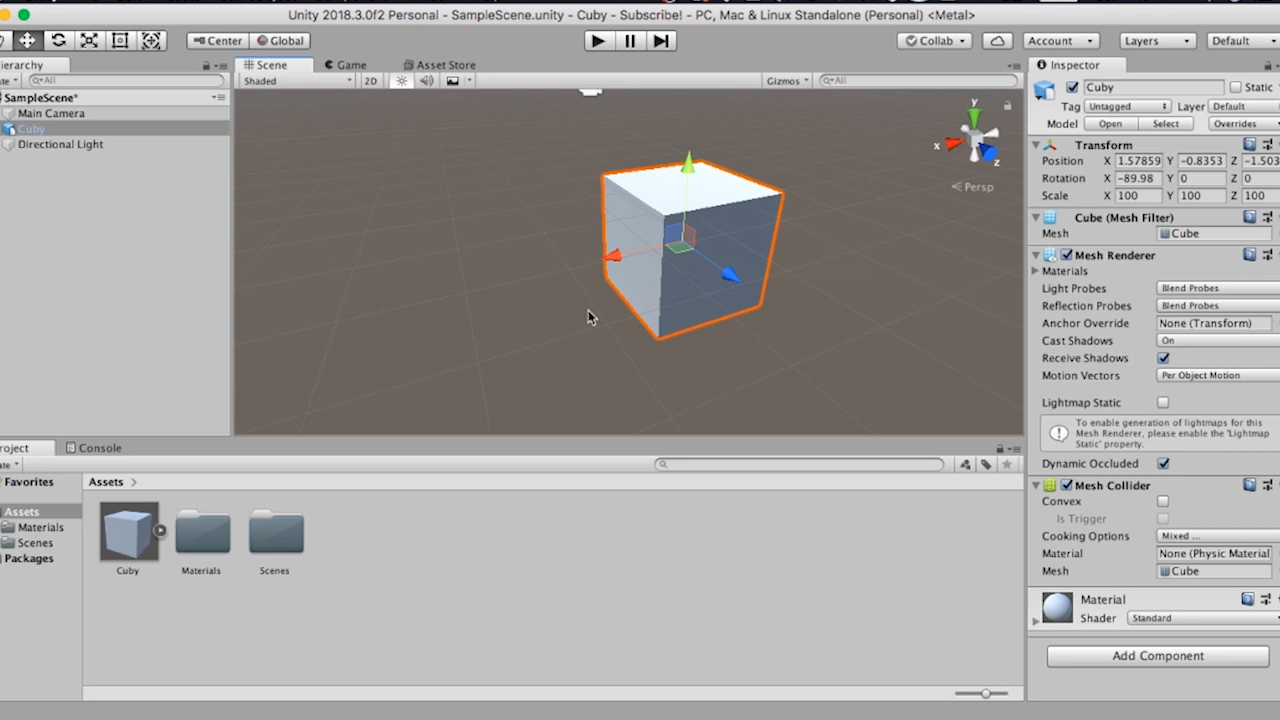 Unity 2018.3.0f2 Personal - SampleScene.unity - Cuby - Subscribe! - PC, Mac & Linux Standalone (Personal) <Metal>
Center Global Collab Account Layers Default
ierarchy Scene Game Asset Store Inspector
te All Shaded 2D Gizmos All
SampleScene*
Main Camera
Cuby
Directional Light
y
x
z
Persp
Cuby Static
Tag Untagged Layer Default
Model Open Select Overrides
Transform
Position X 1.57859 Y -0.8353 Z -1.503
Rotation X -89.98 Y 0 Z 0
Scale X 100 Y 100 Z 100
Cube (Mesh Filter)
Mesh Cube
Mesh Renderer
Materials
Light Probes Blend Probes
Reflection Probes Blend Probes
Anchor Override None (Transform)
Cast Shadows On
Receive Shadows
Motion Vectors Per Object Motion
Lightmap Static
To enable generation of lightmaps for this
Mesh Renderer, please enable the 'Lightmap
Static' property.
Dynamic Occluded
Mesh Collider
Convex
Is Trigger
Cooking Options Mixed ...
Material None (Physic Material
Mesh Cube
Material
Shader Standard
Add Component
roject Console
te
Favorites
Assets
Materials
Scenes
Packages
Assets
Cuby Materials Scenes